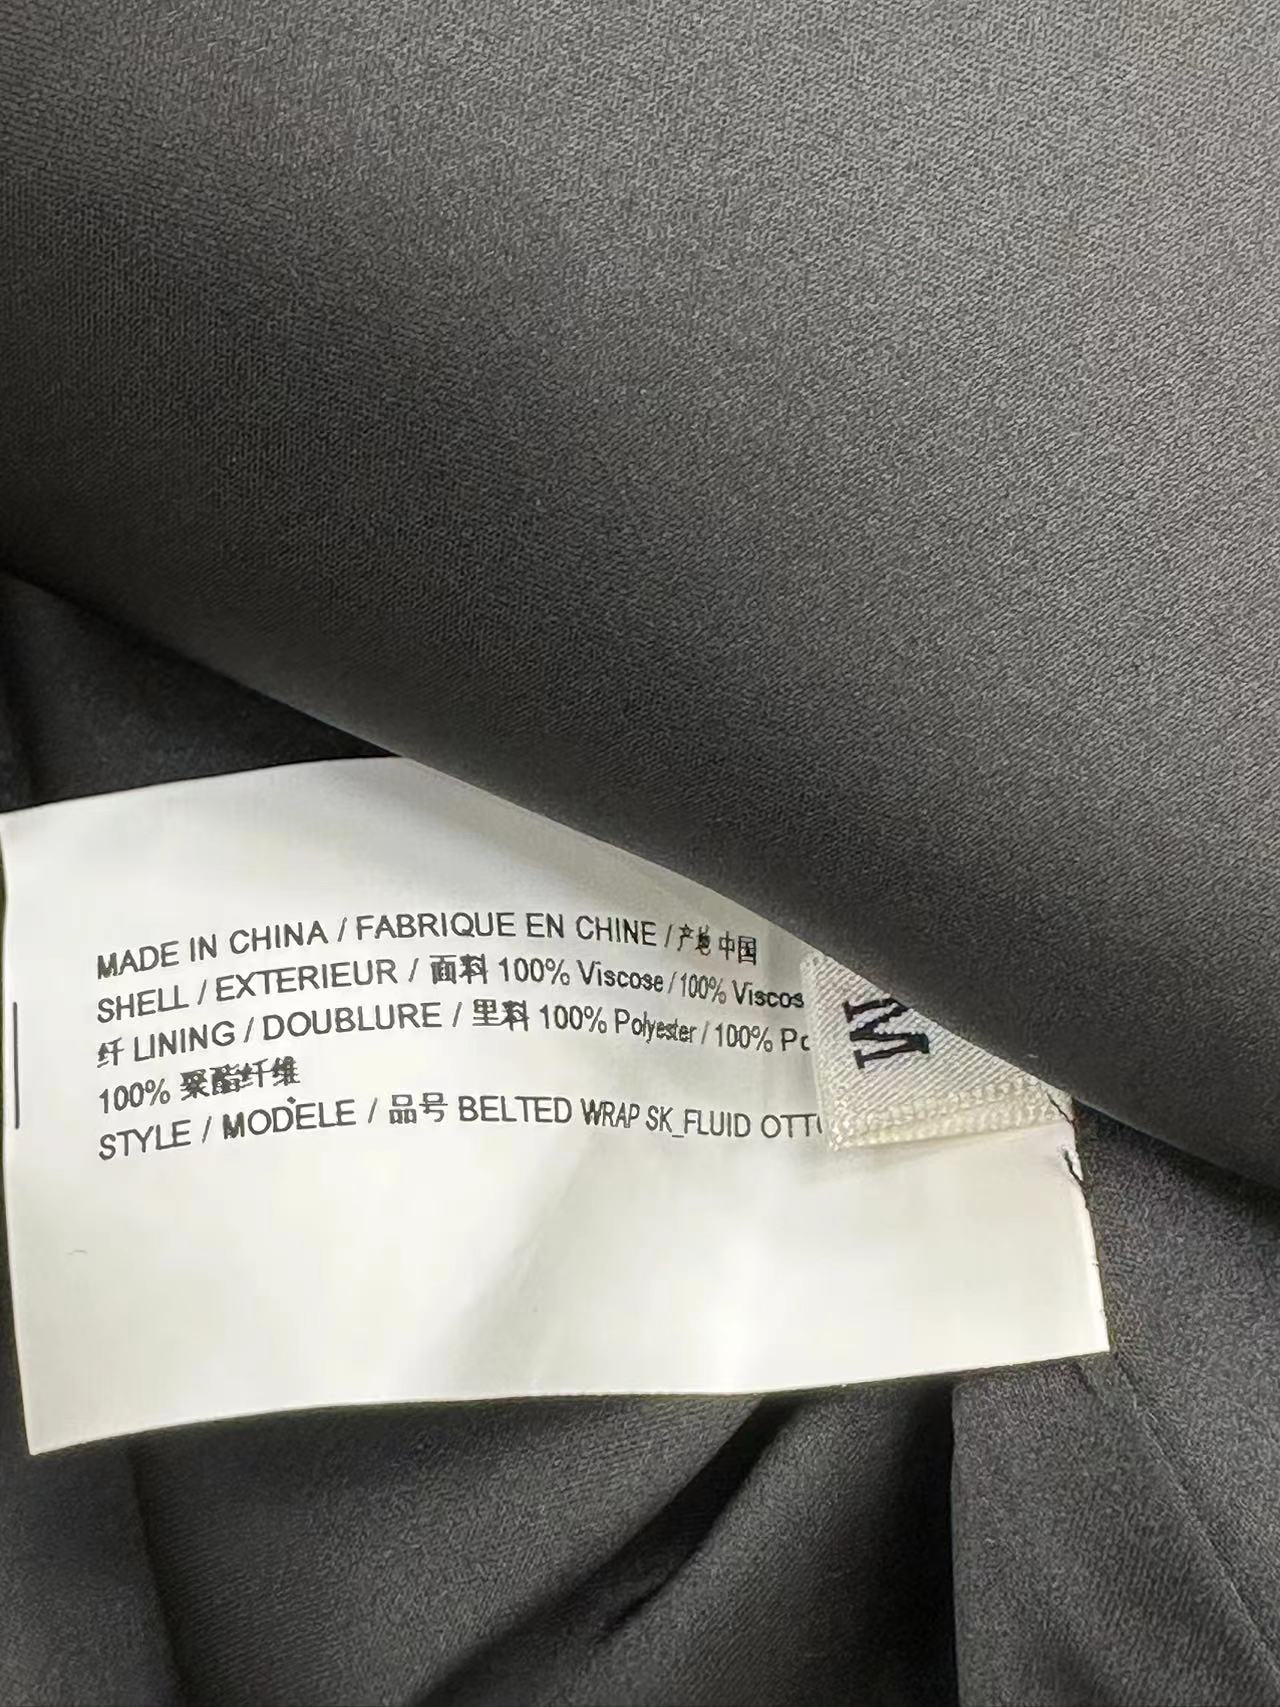 MADE IN CHINA / FABRIQUE EN CHINE / 产地 中国
SHELL / EXTERIEUR / 面料 100% Viscose / 100% Viscos
纤 LINING / DOUBLURE / 里料 100% Polyester / 100% Po
100% 聚酯纤维
STYLE / MODÈLE / 品号 BELTED WRAP SK_FLUID OTT
M